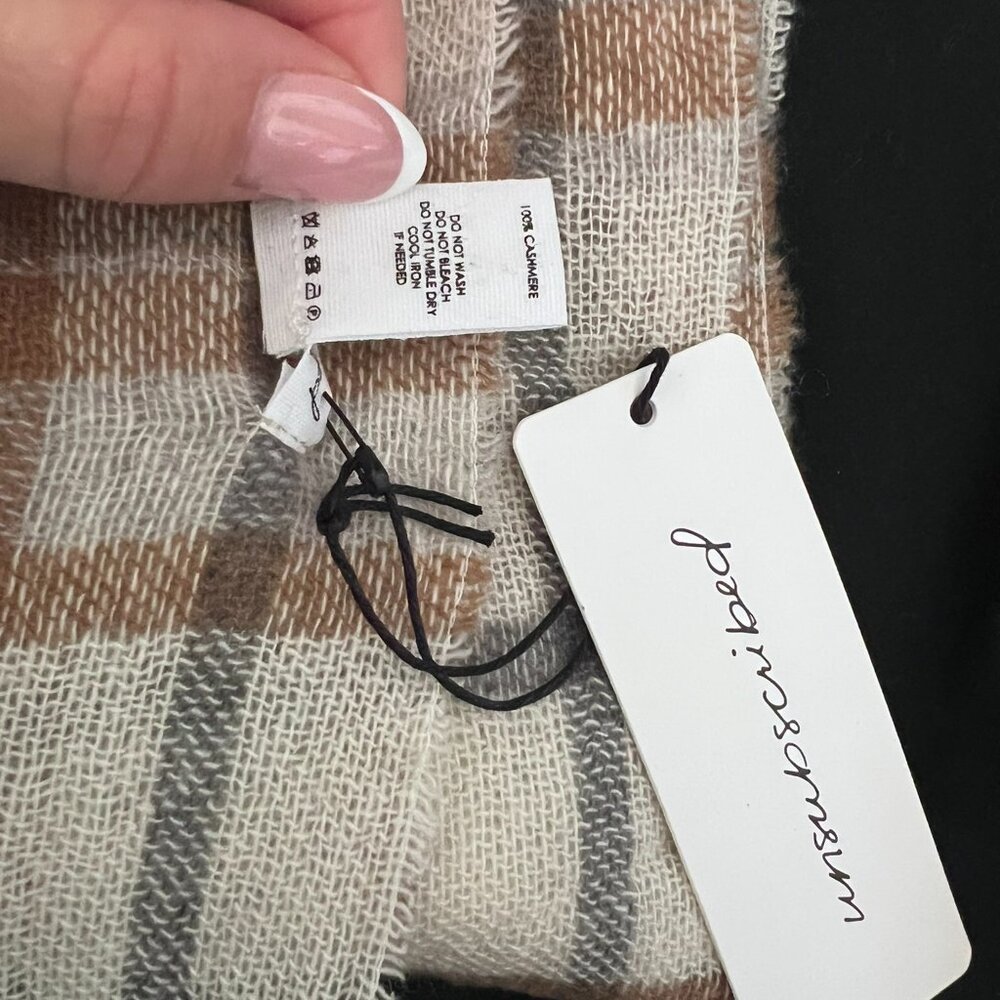 100% CASHMERE
DO NOT WASH
DO NOT BLEACH
DO NOT TUMBLE DRY
COOL IRON
IF NEEDED
unsubscribed